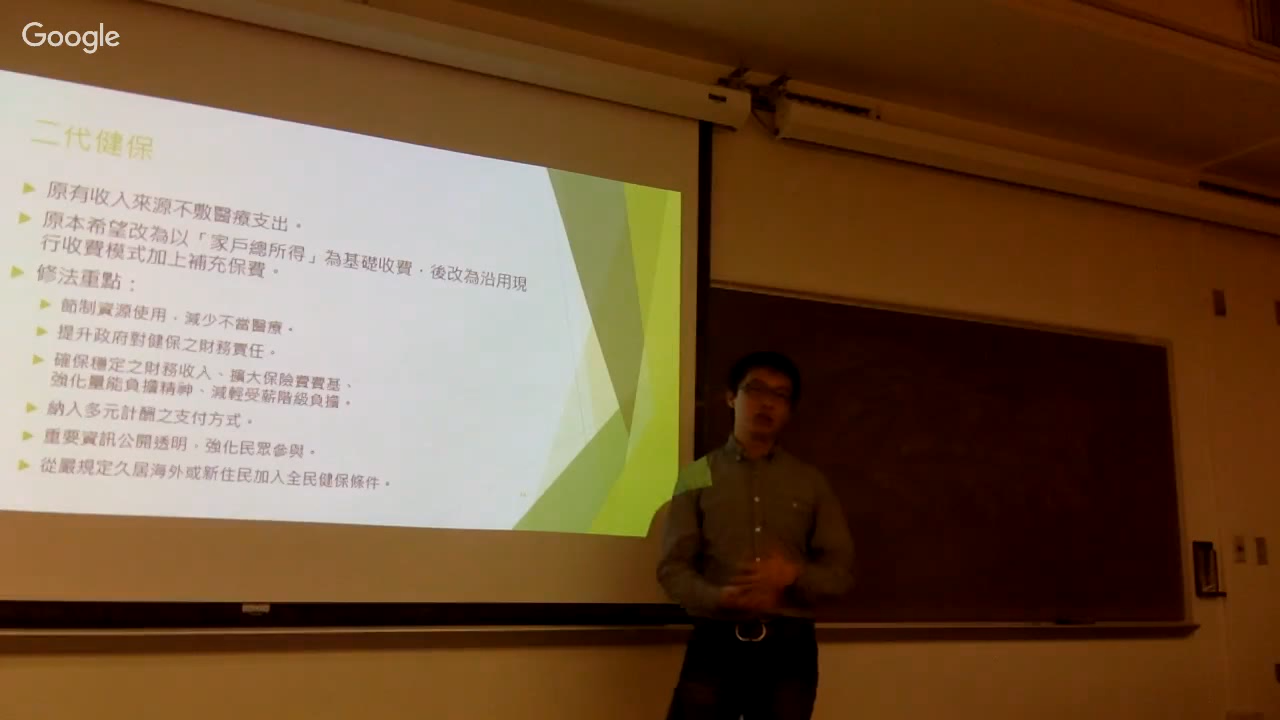 Google
二代健保
原有收入來源不敷醫療支出。
原本希望改為以「家戶總所得」為基礎收費，後改為沿用現
行收費模式加上補充保費。
修法重點：
節制資源使用，減少不當醫療。
提升政府對健保之財務責任。
確保穩定之財務收入、擴大保險費費基、
強化量能負擔精神、減輕受薪階級負擔。
納入多元計酬之支付方式。
重要資訊公開透明，強化民眾參與。
從嚴規定久居海外或新住民加入全民健保條件。